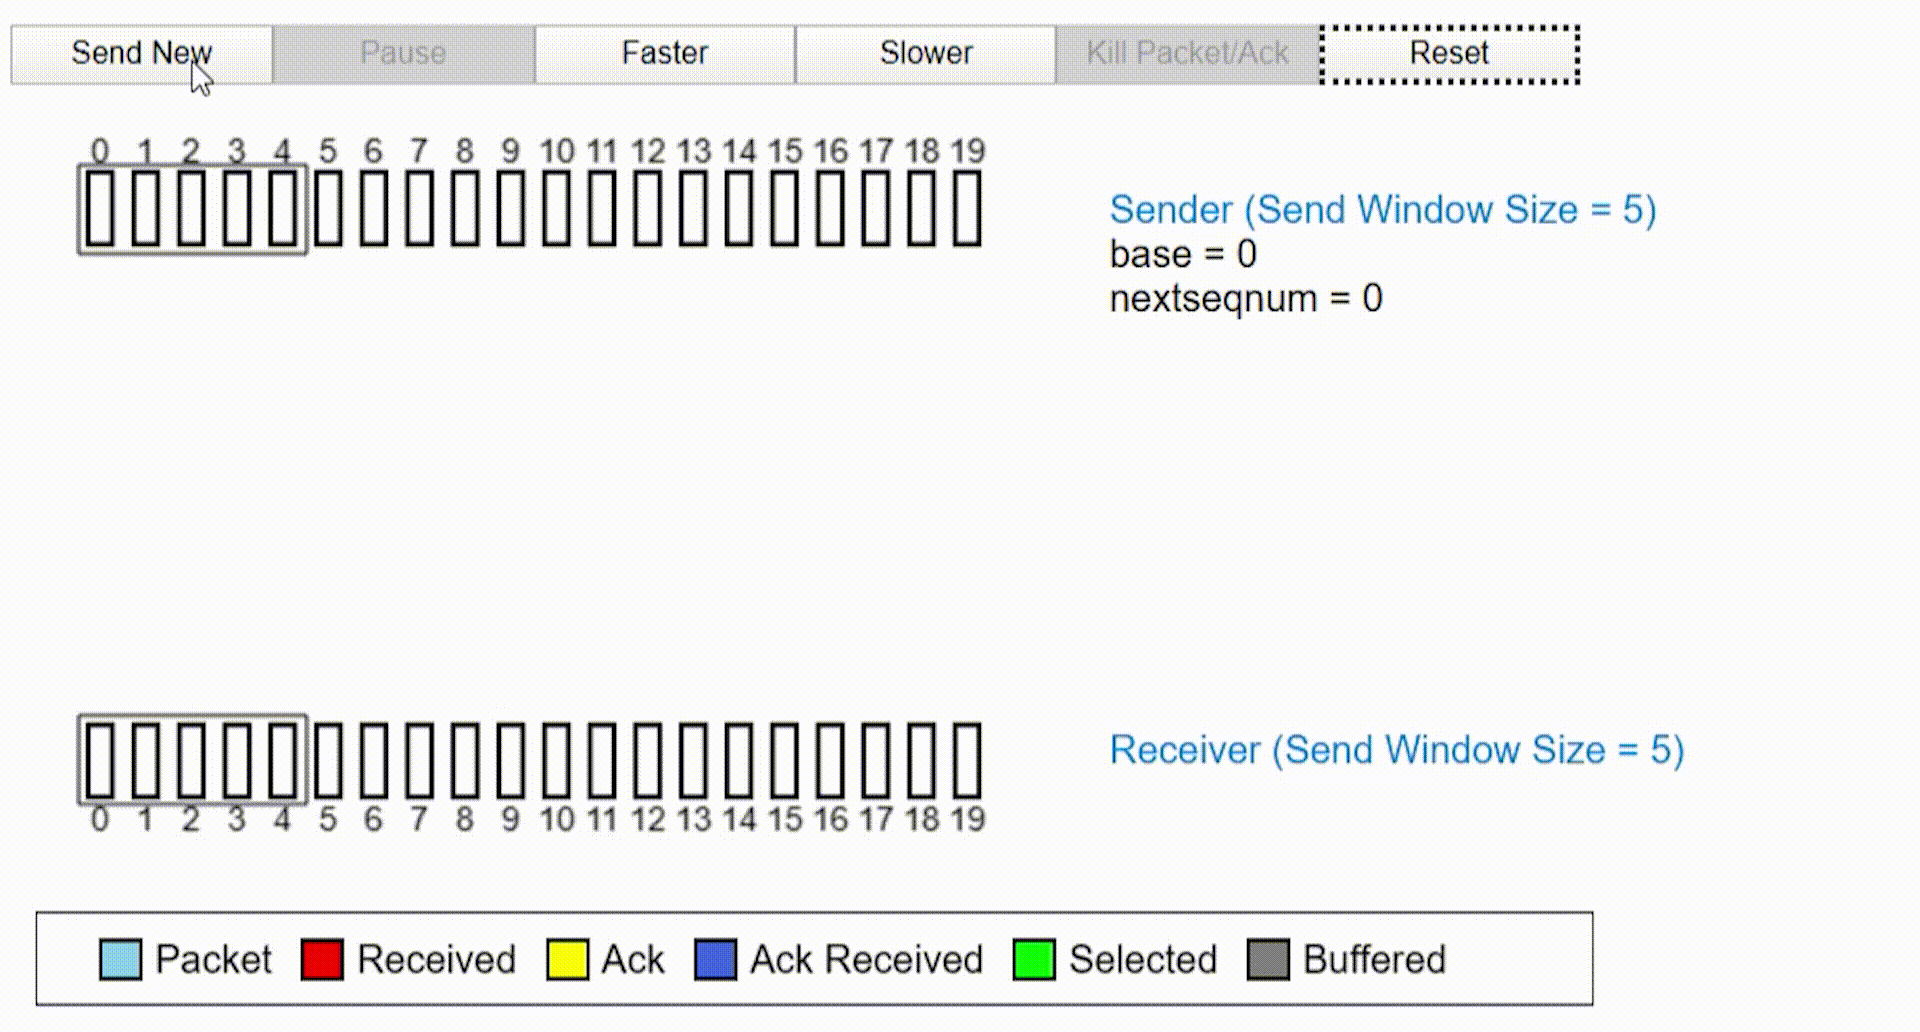 Send New Pause Faster Slower Kill Packet/Ack Reset
0 1 2 3 4 5 6 7 8 9 10 11 12 13 14 15 16 17 18 19
Sender (Send Window Size = 5)
base = 0
nextseqnum = 0
Receiver (Send Window Size = 5)
0 1 2 3 4 5 6 7 8 9 10 11 12 13 14 15 16 17 18 19
Packet Received Ack Ack Received Selected Buffered